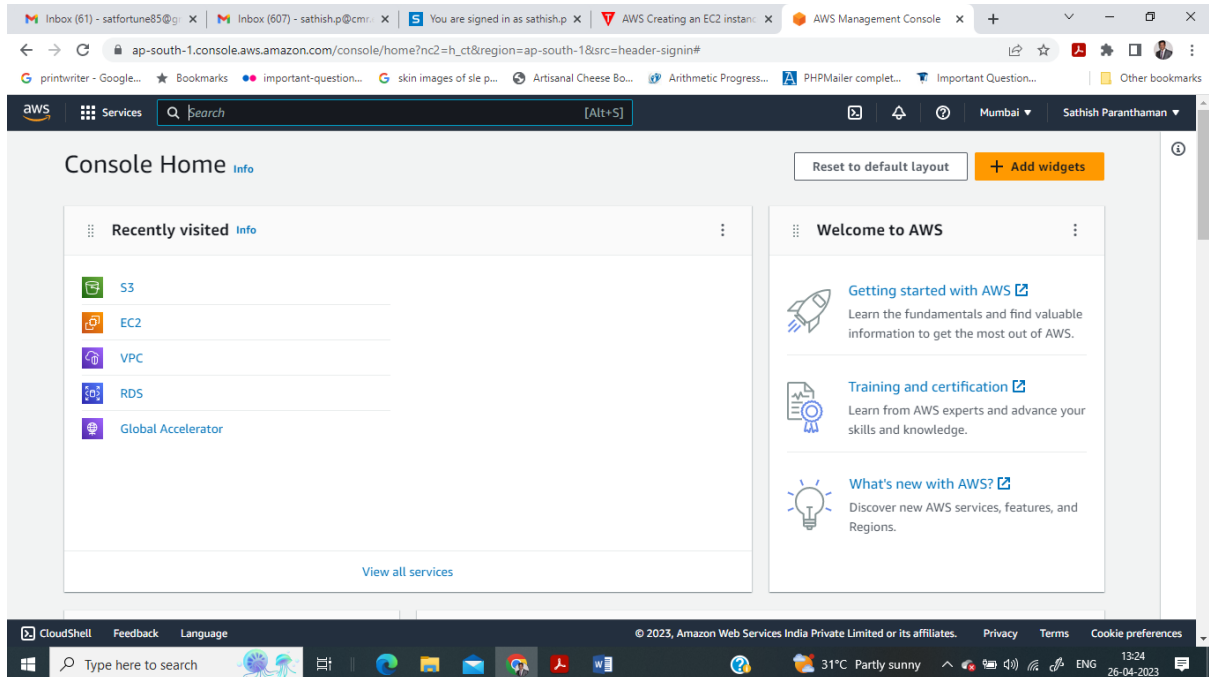 Inbox (61) - satfortune85@g
Inbox (607) - sathish.p@cmr
You are signed in as sathish.p
AWS Creating an EC2 instanc
AWS Management Console
ap-south-1.console.aws.amazon.com/console/home?nc2=h_ct&region=ap-south-1&src=header-signin#
printwriter - Google...
Bookmarks
important-question...
skin images of sle p...
Artisanal Cheese Bo...
Arithmetic Progress...
PHPMailer complet...
Important Question...
Other bookmarks
aws
Services
Search
[Alt+S]
Mumbai
Sathish Paranthaman
Console Home Info
Reset to default layout
+ Add widgets
Recently visited Info
S3
EC2
VPC
RDS
Global Accelerator
View all services
Welcome to AWS
Getting started with AWS
Learn the fundamentals and find valuable
information to get the most out of AWS.
Training and certification
Learn from AWS experts and advance your
skills and knowledge.
What's new with AWS?
Discover new AWS services, features, and
Regions.
CloudShell
Feedback
Language
© 2023, Amazon Web Services India Private Limited or its affiliates.
Privacy
Terms
Cookie preferences
Type here to search
31°C Partly sunny
ENG
13:24
26-04-2023